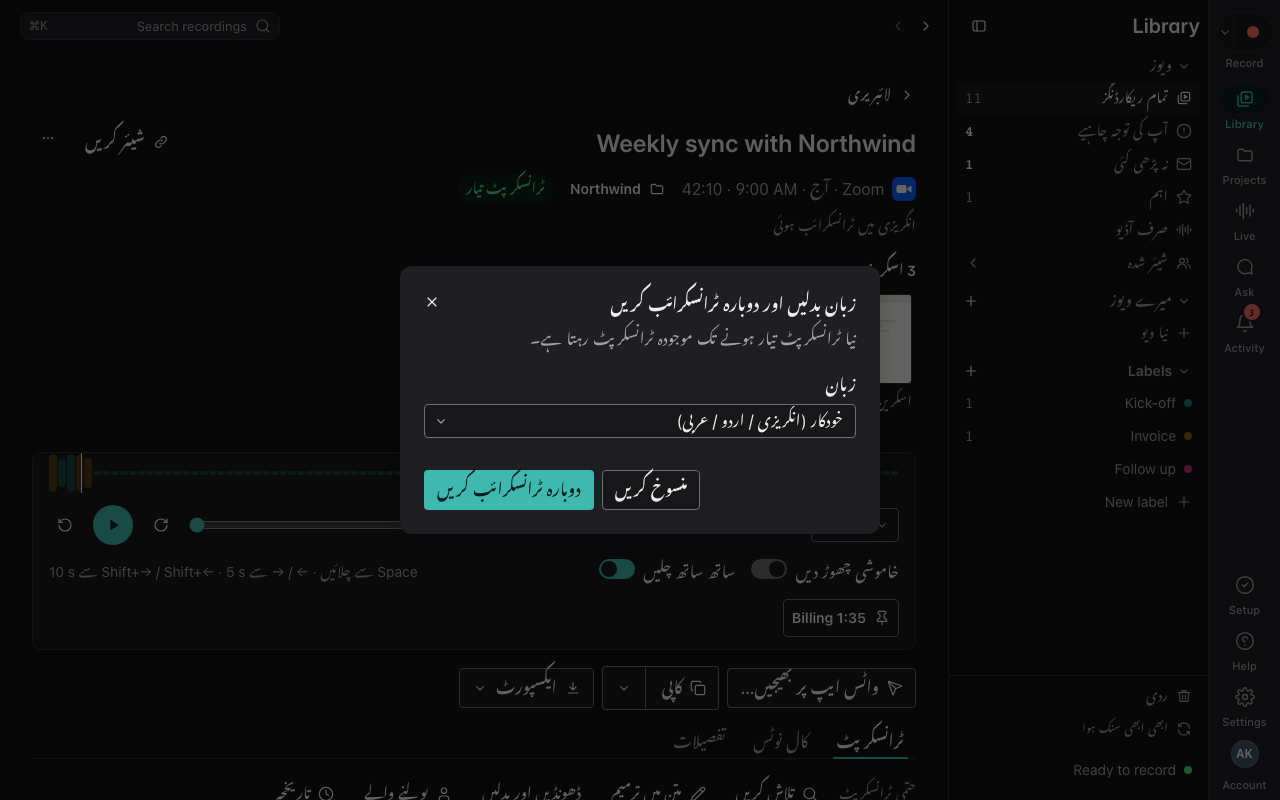 Record
Library
Projects
Live
Ask
3
Activity
Setup
Help
Settings
AK
Account
Library
ویوز
تمام ریکارڈنگز 11
آپ کی توجہ چاہیے 4
نہ پڑھی گئی 1
اہم 1
صرف آڈیو
شیئر شدہ
میرے ویوز
نیا ویو
Labels
Kick-off 1
Invoice 1
Follow up
New label
ردی
ابھی ابھی سنک ہوا
Ready to record
Search recordings ⌘K
لائبریری
Weekly sync with Northwind
شیئر کریں
Zoom · آج · 9:00 AM · 42:10
Northwind
ٹرانسکرپٹ تیار
انگریزی میں ٹرانسکرائب ہوئی
زبان بدلیں اور دوبارہ ٹرانسکرائب کریں
نیا ٹرانسکرپٹ تیار ہونے تک موجودہ ٹرانسکرپٹ رہتا ہے۔
زبان
خودکار (انگریزی / اردو / عربی)
منسوخ کریں
دوبارہ ٹرانسکرائب کریں
خاموشی چھوڑ دیں
ساتھ ساتھ چلیں
Space سے چلائیں · ← / → سے 5 s · Shift+← / Shift+→ سے 10 s
Billing 1:35
واٹس ایپ پر بھیجیں...
کاپی
ایکسپورٹ
ٹرانسکرپٹ
کال نوٹس
تفصیلات
حتمی ٹرانسکرپٹ
تلاش کریں
متن میں ترمیم
ڈھونڈیں اور بدلیں
بولنے والے
تاریخچہ